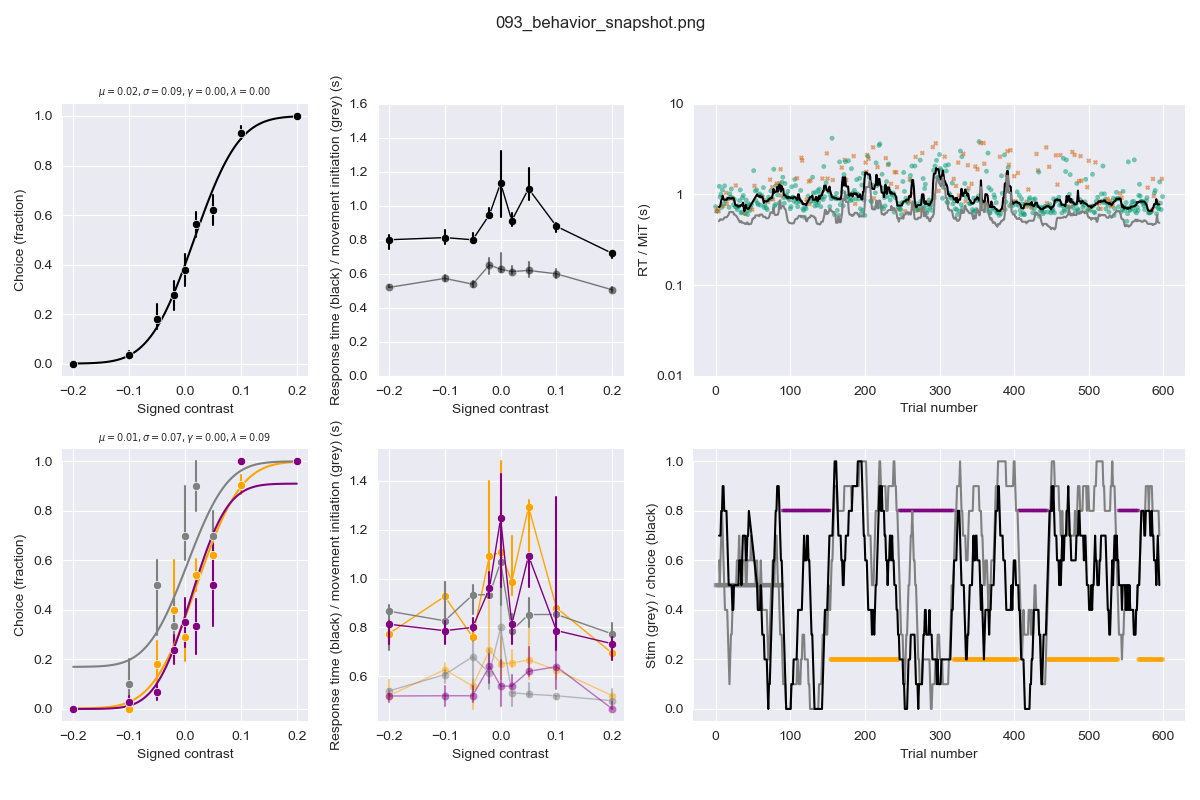 093_behavior_snapshot.png
μ = 0.02, σ = 0.09, γ = 0.00, λ = 0.00
Choice (fraction)
1.0
0.8
0.6
0.4
0.2
0.0
−0.2 −0.1 0.0 0.1 0.2
Signed contrast
Response time (black) / movement initiation (grey) (s)
1.6
1.4
1.2
1.0
0.8
0.6
0.4
0.2
0.0
−0.2 −0.1 0.0 0.1 0.2
Signed contrast
RT / MIT (s)
10
1
0.1
0.01
0 100 200 300 400 500 600
Trial number
μ = 0.01, σ = 0.07, γ = 0.00, λ = 0.09
Choice (fraction)
1.0
0.8
0.6
0.4
0.2
0.0
−0.2 −0.1 0.0 0.1 0.2
Signed contrast
Response time (black) / movement initiation (grey) (s)
1.4
1.2
1.0
0.8
0.6
−0.2 −0.1 0.0 0.1 0.2
Signed contrast
Stim (grey) / choice (black)
1.0
0.8
0.6
0.4
0.2
0.0
0 100 200 300 400 500 600
Trial number